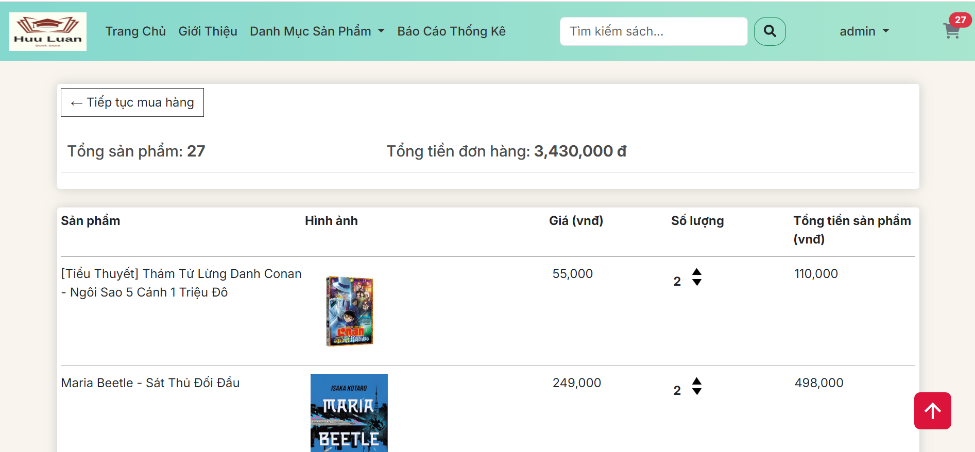 Huu Luan
Trang Chủ Giới Thiệu Danh Mục Sản Phẩm Báo Cáo Thống Kê Tìm kiếm sách... admin 27
← Tiếp tục mua hàng
Tổng sản phẩm: 27 Tổng tiền đơn hàng: 3,430,000 đ
Sản phẩm Hình ảnh Giá (vnđ) Số lượng Tổng tiền sản phẩm
(vnđ)
[Tiểu Thuyết] Thám Tử Lừng Danh Conan 55,000 2 110,000
- Ngôi Sao 5 Cánh 1 Triệu Đô
Maria Beetle - Sát Thủ Đối Đầu 249,000 2 498,000
ISAKA KOTARO
MARIA
BEETLE